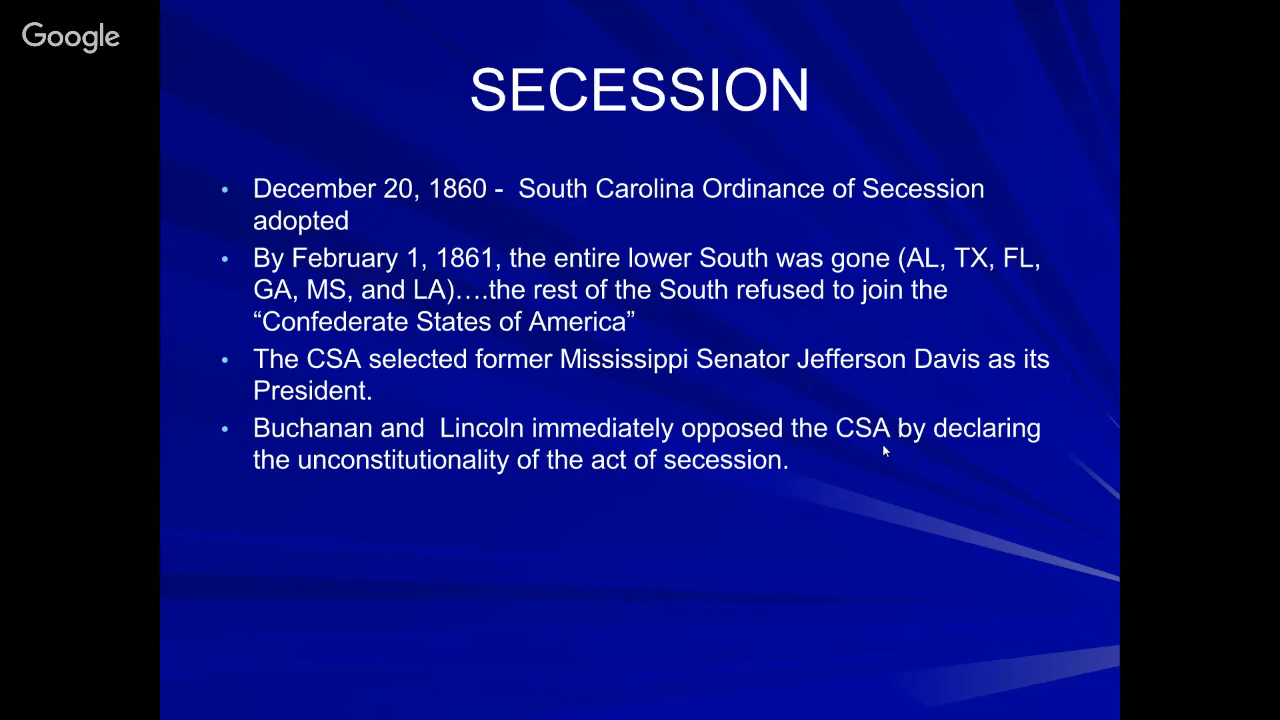 Google
SECESSION
• December 20, 1860 -  South Carolina Ordinance of Secession
adopted
• By February 1, 1861, the entire lower South was gone (AL, TX, FL,
GA, MS, and LA)….the rest of the South refused to join the
“Confederate States of America”
• The CSA selected former Mississippi Senator Jefferson Davis as its
President.
• Buchanan and  Lincoln immediately opposed the CSA by declaring
the unconstitutionality of the act of secession.